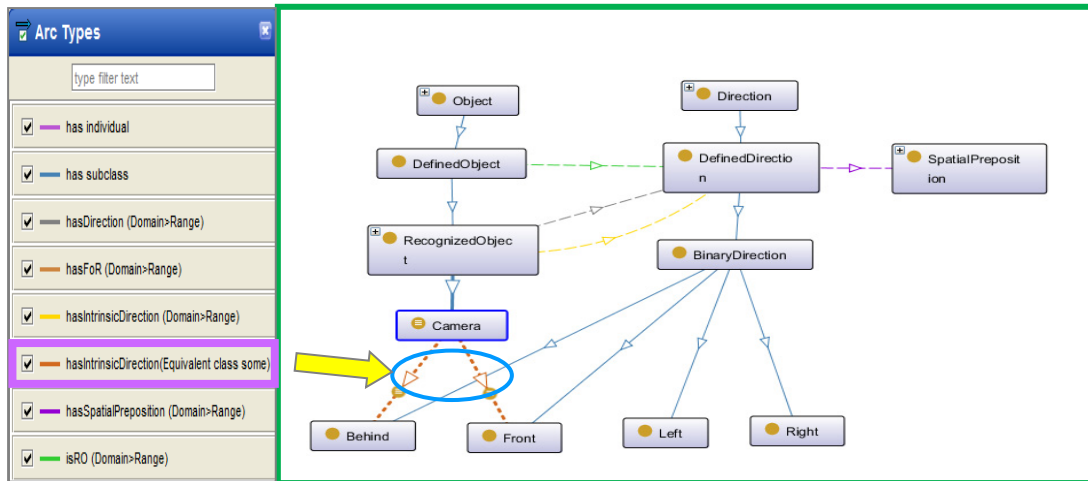 Arc Types
type filter text
has individual
has subclass
hasDirection (Domain>Range)
hasFoR (Domain>Range)
hasIntrinsicDirection (Domain>Range)
hasIntrinsicDirection(Equivalent class some)
hasSpatialPreposition (Domain>Range)
isRO (Domain>Range)
Object
Direction
DefinedObject
DefinedDirectio
n
SpatialPreposit
ion
RecognizedObjec
t
BinaryDirection
Camera
Behind
Front
Left
Right